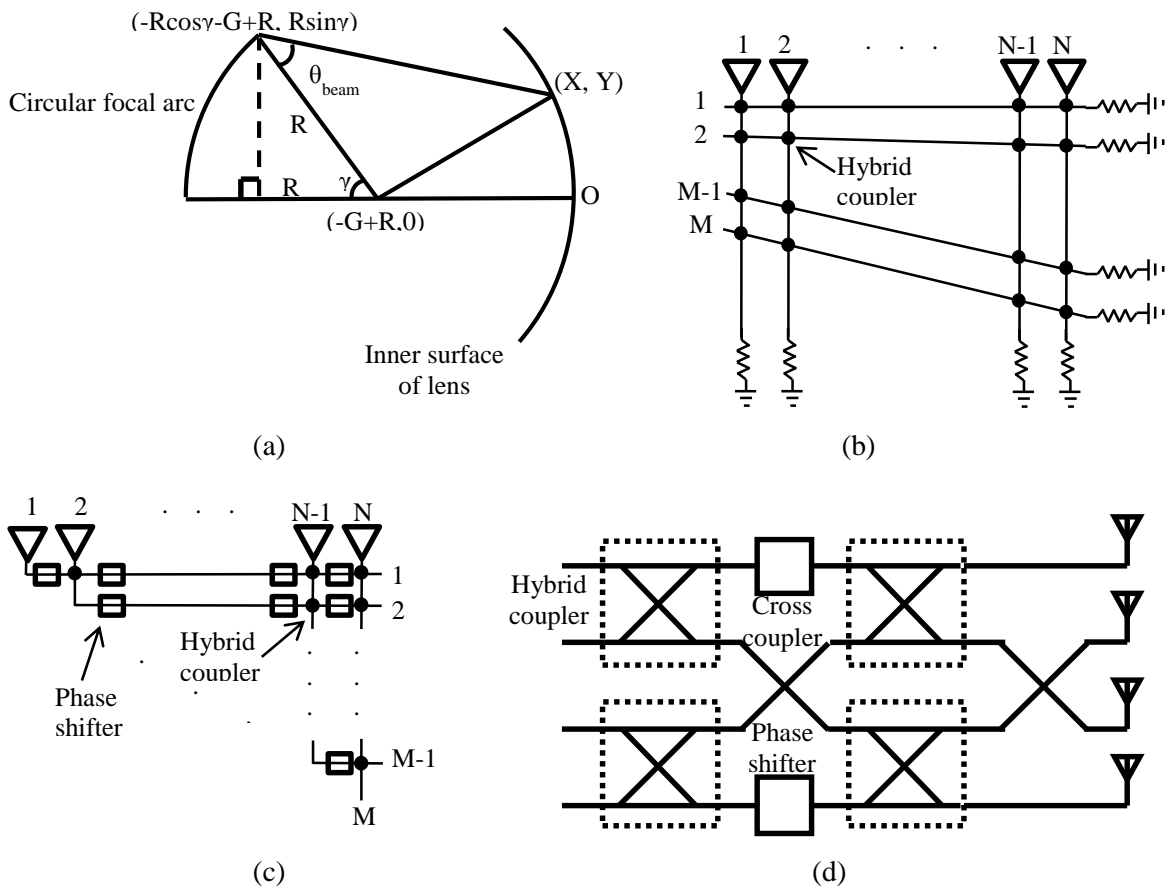 (-Rcosγ-G+R, Rsinγ)
(X, Y)
θbeam
Circular focal arc
R
γ
R
O
(-G+R,0)
Inner surface
of lens
(a)
1 2 . . . N-1 N
1
2
Hybrid
coupler
M-1
M
(b)
1 2 . . . N-1 N
1
2
Hybrid
coupler
Phase
shifter
M-1
M
(c)
Hybrid
coupler
Cross
coupler
Phase
shifter
(d)